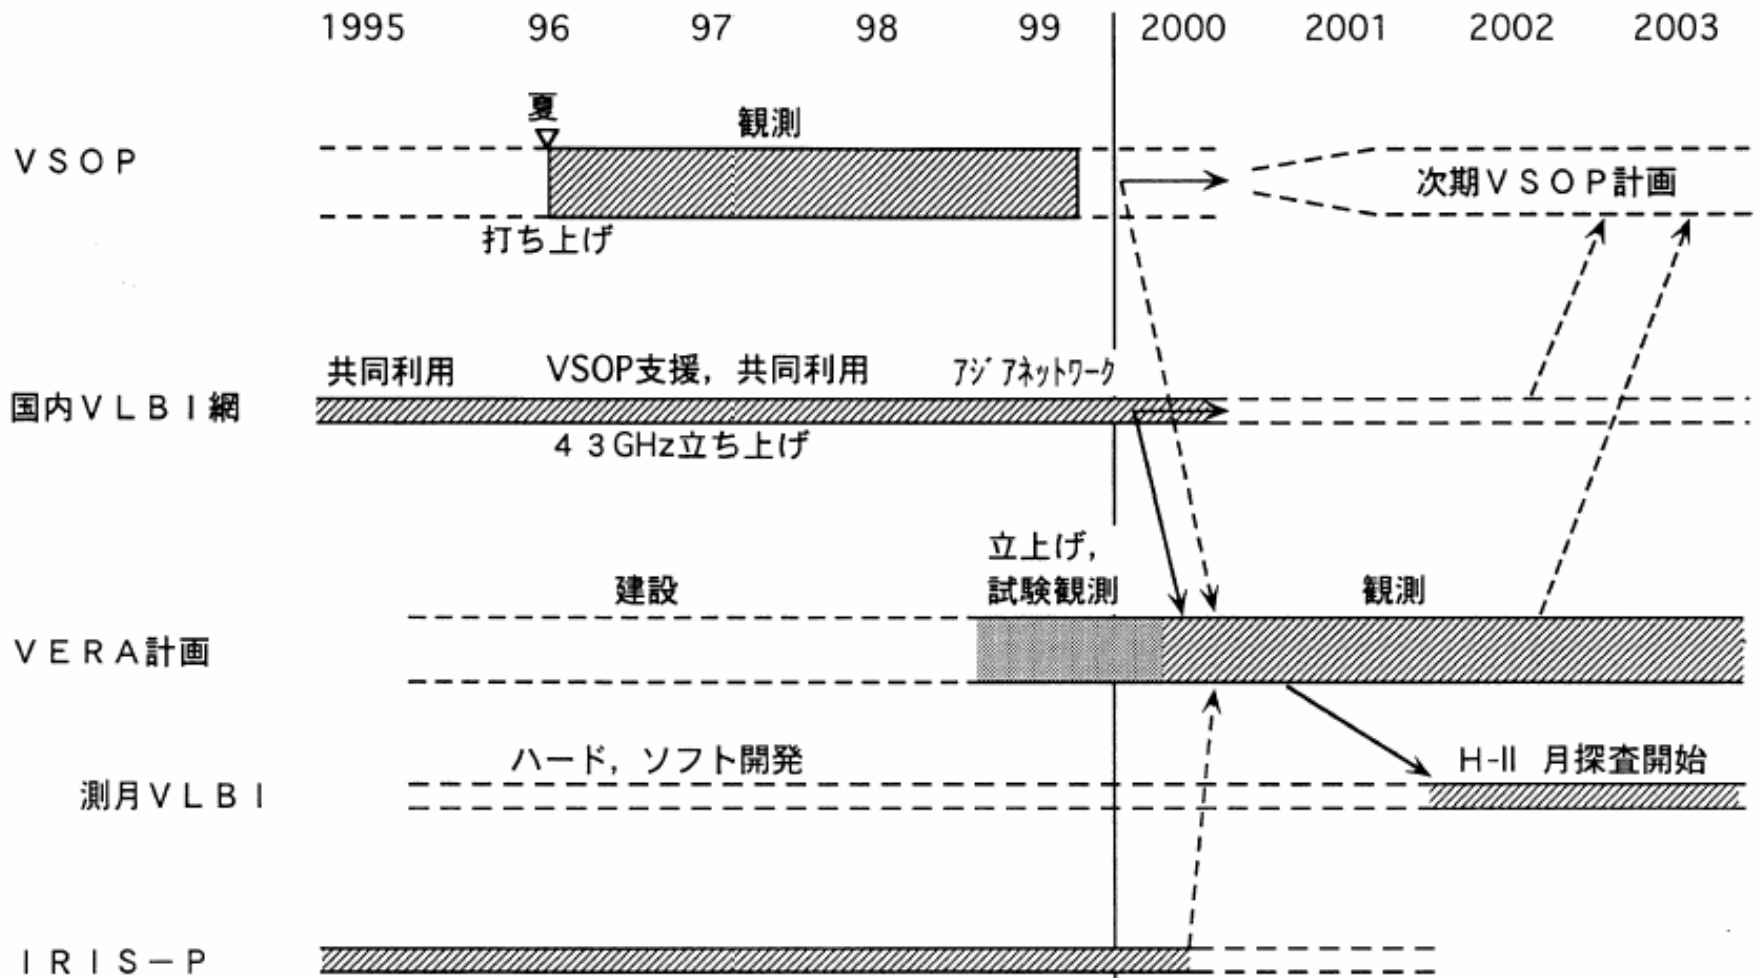 1995 96 97 98 99 2000 2001 2002 2003
夏
観測
VSOP
次期VSOP計画
打ち上げ
共同利用 VSOP支援，共同利用 アジアネットワーク
国内VLBI網
43GHz立ち上げ
立上げ，
建設 試験観測 観測
VERA計画
ハード，ソフト開発 H-II 月探査開始
測月VLBI
IRIS－P